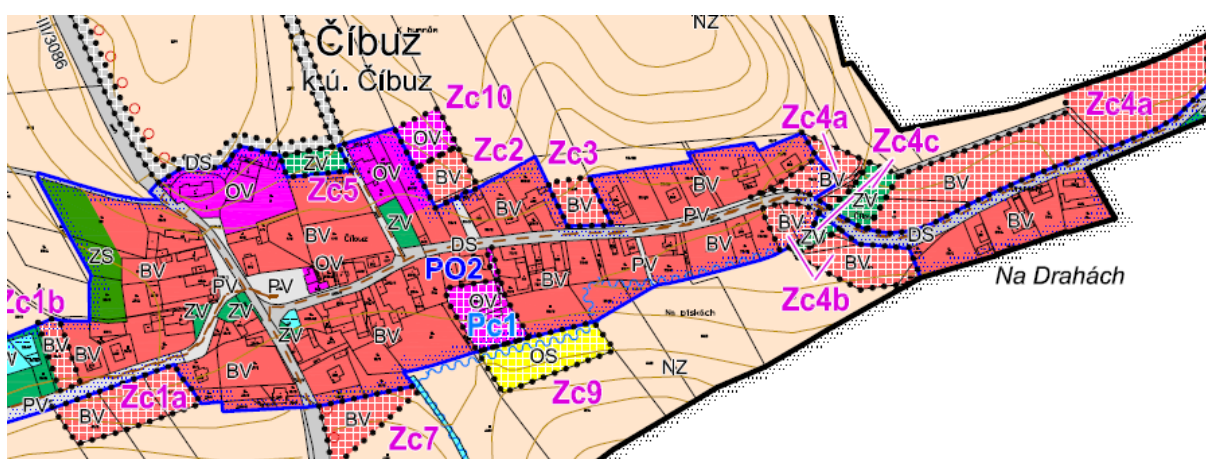 III/3086
Číbuz
k.ú. Číbuz
K humnám
NZ
Zc10
OV
Zc2
Zc3
Zc4a
Zc4c
Zc4a
DS
ZV
OV
BV
OV
Zc5
BV
BV
BV
BV
ZV
BV
ZS
BV
BV
Číbuz
ZV
BV
PV
DS
BV
ZV
DS
BV
OV
PO2
BV
PV
BV
Na Drahách
Zc1b
PV
PV
ZV
ZV
ZV
OV
Pc1
Zc4b
Na pískách
BV
BV
BV
OS
NZ
PV
BV
Zc1a
BV
Zc7
Zc9